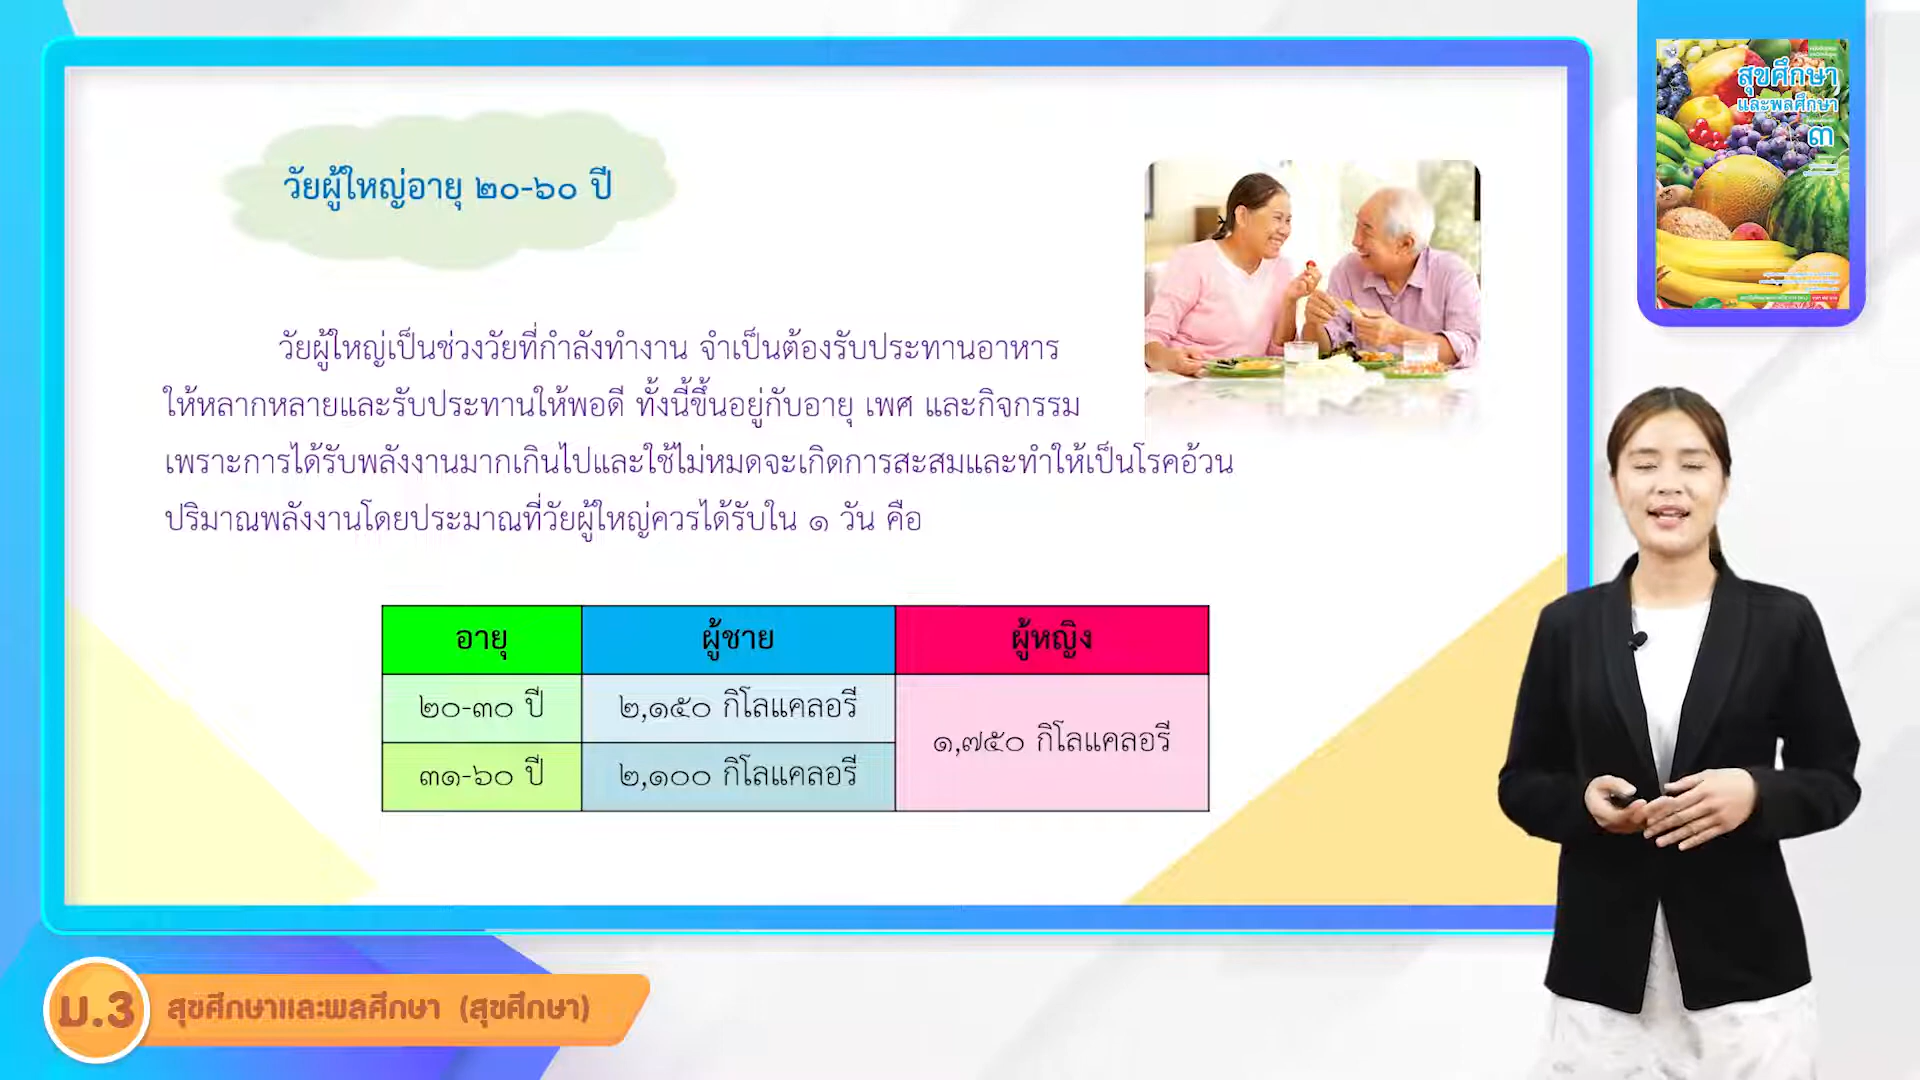 วัยผู้ใหญ่อายุ ๒๐-๖๐ ปี
วัยผู้ใหญ่เป็นช่วงวัยที่กำลังทำงาน จำเป็นต้องรับประทานอาหาร
ให้หลากหลายและรับประทานให้พอดี ทั้งนี้ขึ้นอยู่กับอายุ เพศ และกิจกรรม
เพราะการได้รับพลังงานมากเกินไปและใช้ไม่หมดจะเกิดการสะสมและทำให้เป็นโรคอ้วน
ปริมาณพลังงานโดยประมาณที่วัยผู้ใหญ่ควรได้รับใน ๑ วัน คือ
อายุ ผู้ชาย ผู้หญิง
๒๐-๓๐ ปี ๒,๑๕๐ กิโลแคลอรี
๑,๗๕๐ กิโลแคลอรี
๓๑-๖๐ ปี ๒,๑๐๐ กิโลแคลอรี
สุขศึกษา
และพลศึกษา
๓
ม.3 สุขศึกษาและพลศึกษา (สุขศึกษา)